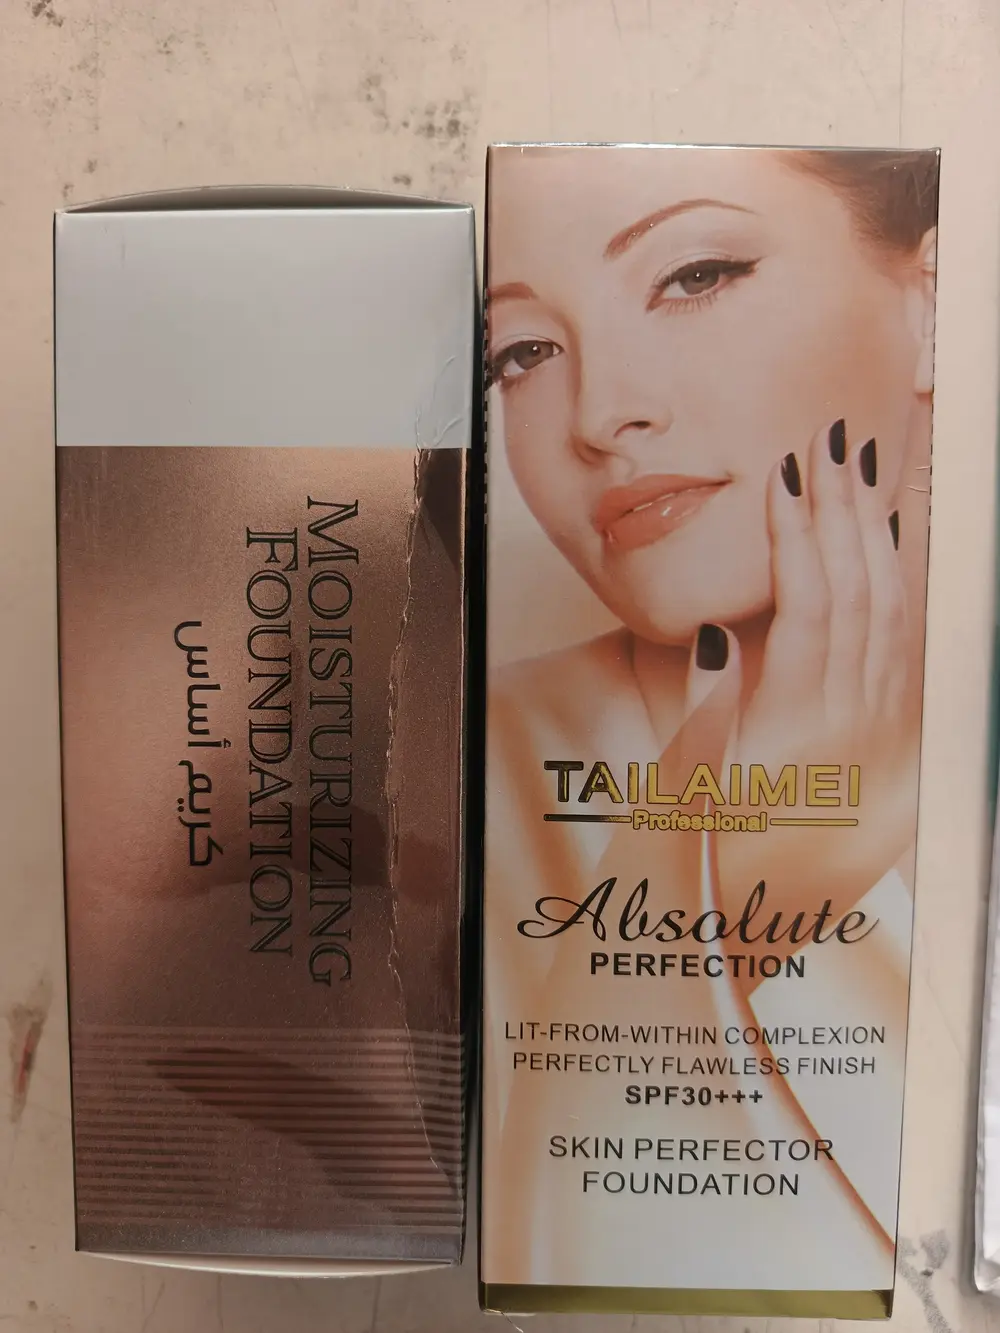 MOISTURIZING
FOUNDATION
كريم أساس
TAILAIMEI
Professional
Absolute
PERFECTION
LIT-FROM-WITHIN COMPLEXION
PERFECTLY FLAWLESS FINISH
SPF30+++
SKIN PERFECTOR
FOUNDATION